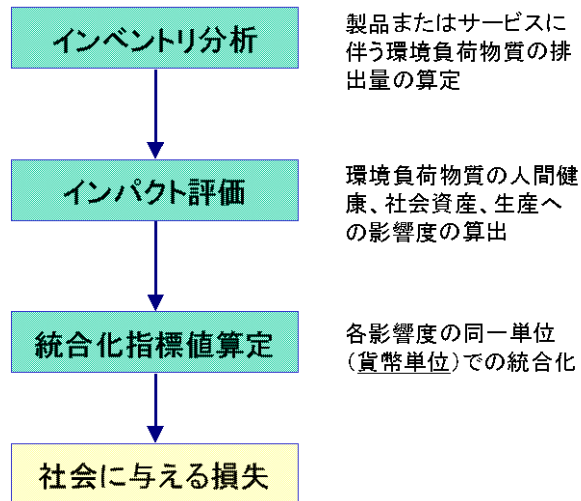 インベントリ分析
製品またはサービスに
伴う環境負荷物質の排
出量の算定
インパクト評価
環境負荷物質の人間健
康、社会資産、生産へ
の影響度の算出
統合化指標値算定
各影響度の同一単位
(貨幣単位)での統合化
社会に与える損失